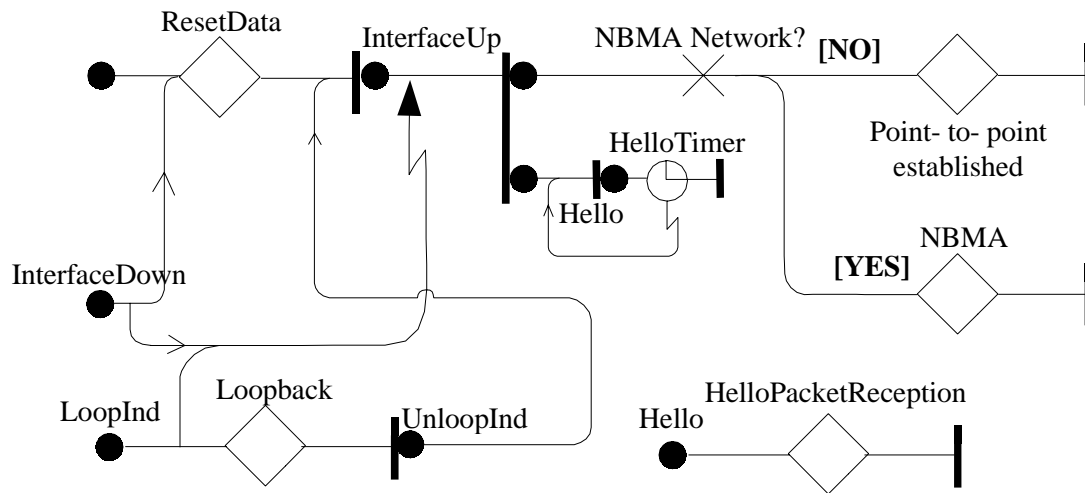 ResetData
InterfaceUp
NBMA Network?
[NO]
Point- to- point
established
HelloTimer
Hello
NBMA
[YES]
InterfaceDown
Loopback
LoopInd
UnloopInd
HelloPacketReception
Hello